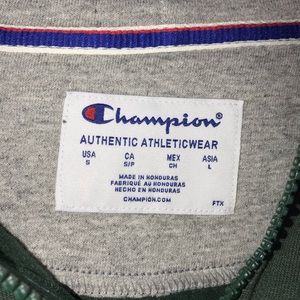 Champion®
AUTHENTIC ATHLETICWEAR
USA CA MEX ASIA
S S/P CH L
MADE IN HONDURAS
FABRIQUÉ AU HONDURAS
HECHO EN HONDURAS
CHAMPION.COM
FTX